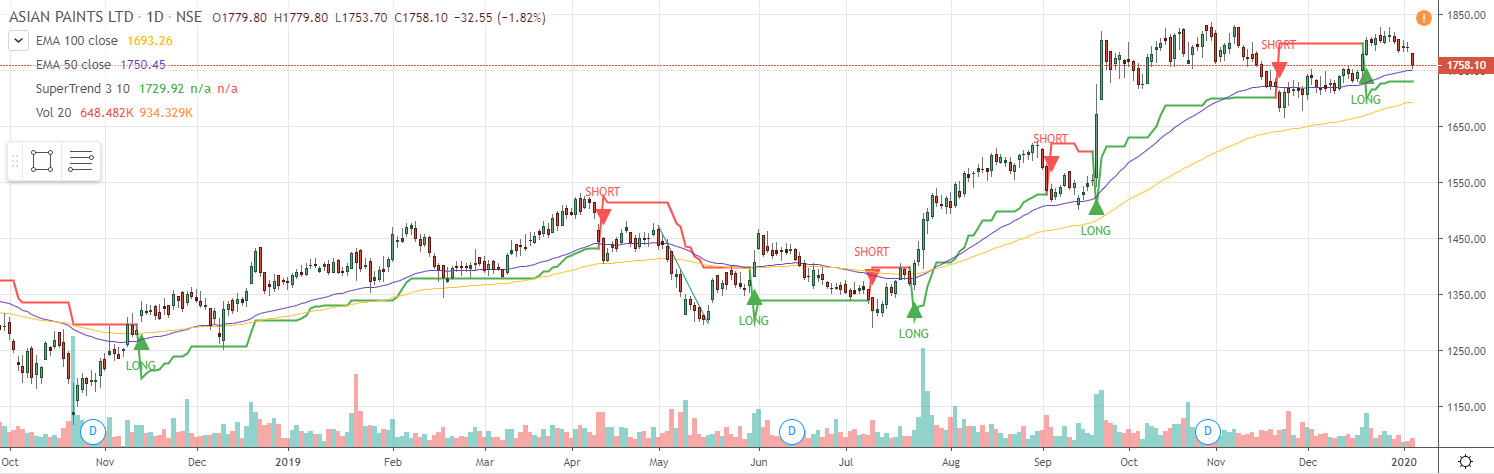 ASIAN PAINTS LTD · 1D · NSE O1779.80 H1779.80 L1753.70 C1758.10 −32.55 (−1.82%)
EMA 100 close 1693.26
EMA 50 close 1750.45
SuperTrend 3 10 1729.92 n/a n/a
Vol 20 648.482K 934.329K
1850.00
!
SHORT
1758.10
LONG
1650.00
SHORT
1550.00
SHORT
LONG
1450.00
SHORT
1350.00
LONG
LONG
LONG
1250.00
1150.00
D
D
D
Oct Nov Dec 2019 Feb Mar Apr May Jun Jul Aug Sep Oct Nov Dec 2020